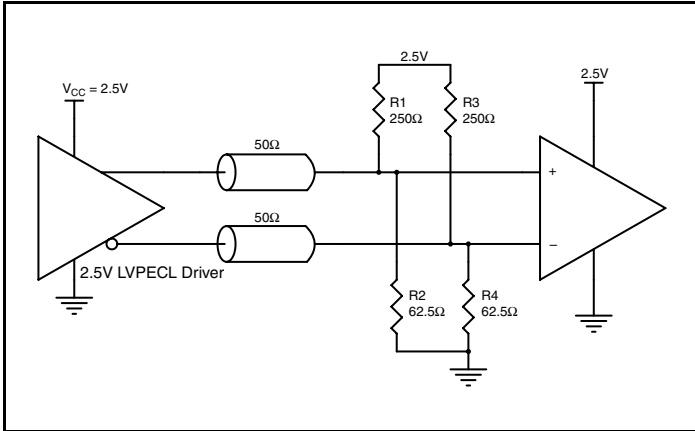 2.5V
2.5V
V_CC = 2.5V
R1
250Ω
R3
250Ω
50Ω
+
50Ω
–
2.5V LVPECL Driver
R2
62.5Ω
R4
62.5Ω